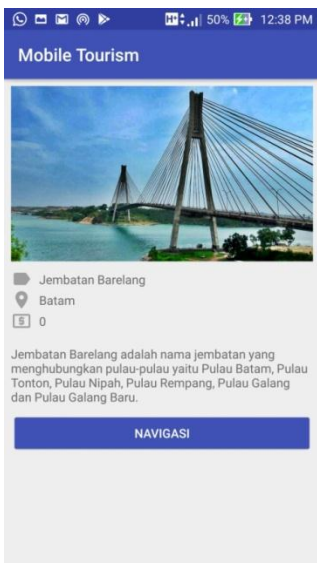 50% 12:38 PM
Mobile Tourism
Jembatan Barelang
Batam
0
Jembatan Barelang adalah nama jembatan yang
menghubungkan pulau-pulau yaitu Pulau Batam, Pulau
Tonton, Pulau Nipah, Pulau Rempang, Pulau Galang
dan Pulau Galang Baru.
NAVIGASI